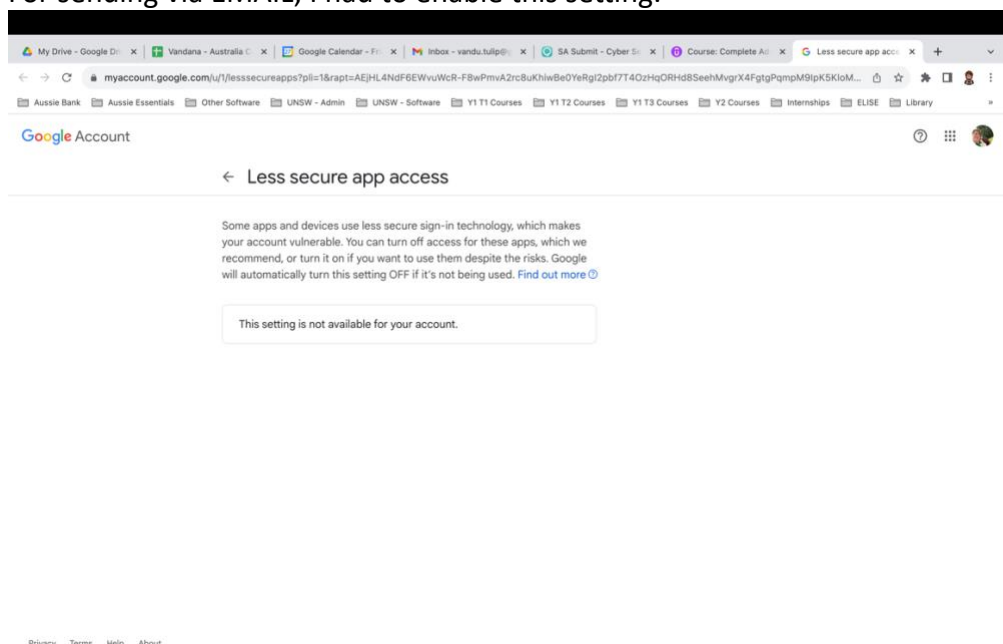 For sending via EMAIL, I had to enable this setting:
My Drive - Google Dri Vandana - Australia C Google Calendar - Fri Inbox - vandu.tulip@g SA Submit - Cyber Se Course: Complete Ad Less secure app acce
myaccount.google.com/u/1/lesssecureapps?pli=1&rapt=
Aussie Bank Aussie Essentials Other Software UNSW - Admin UNSW - Software Y1 T1 Courses Y1 T2 Courses Y1 T3 Courses Y2 Courses Internships ELISE Library
Google Account
Less secure app access
Some apps and devices use less secure sign-in technology, which makes
your account vulnerable. You can turn off access for these apps, which we
recommend, or turn it on if you want to use them despite the risks. Google
will automatically turn this setting OFF if it's not being used. Find out more
This setting is not available for your account.
Privacy Terms Help About